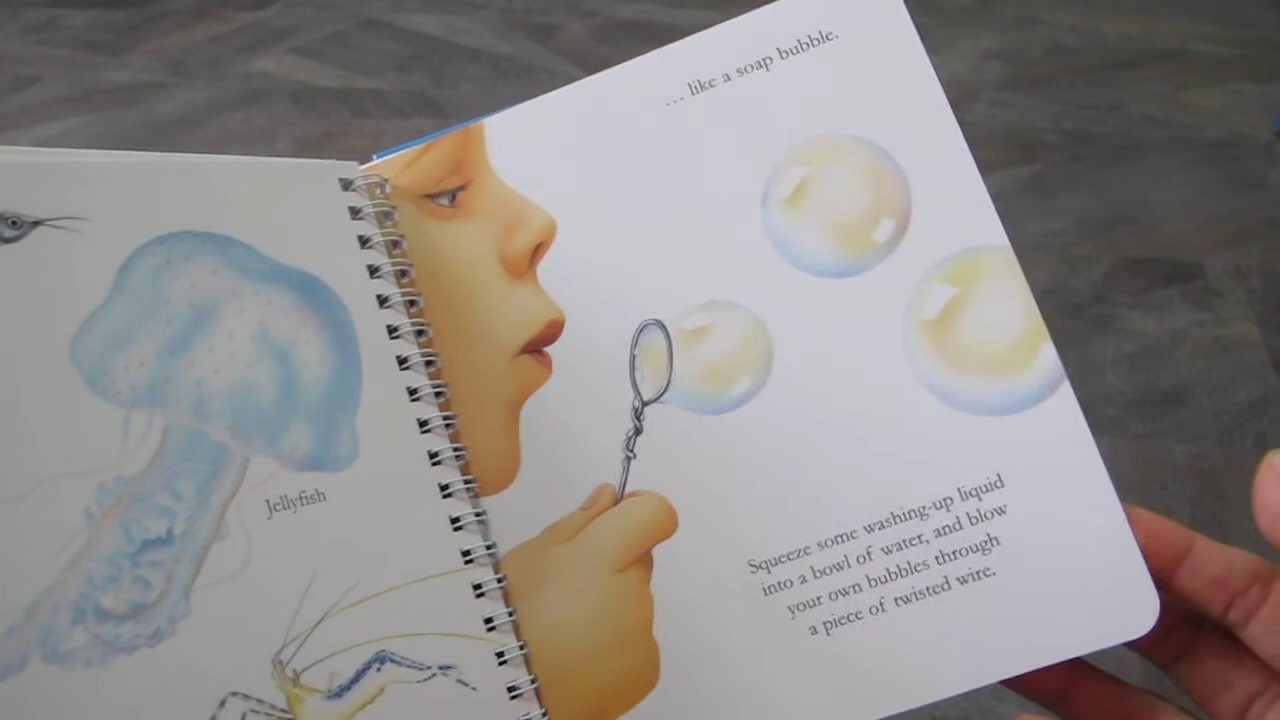 Jellyfish
... like a soap bubble.
Squeeze some washing-up liquid
into a bowl of water, and blow
your own bubbles through
a piece of twisted wire.